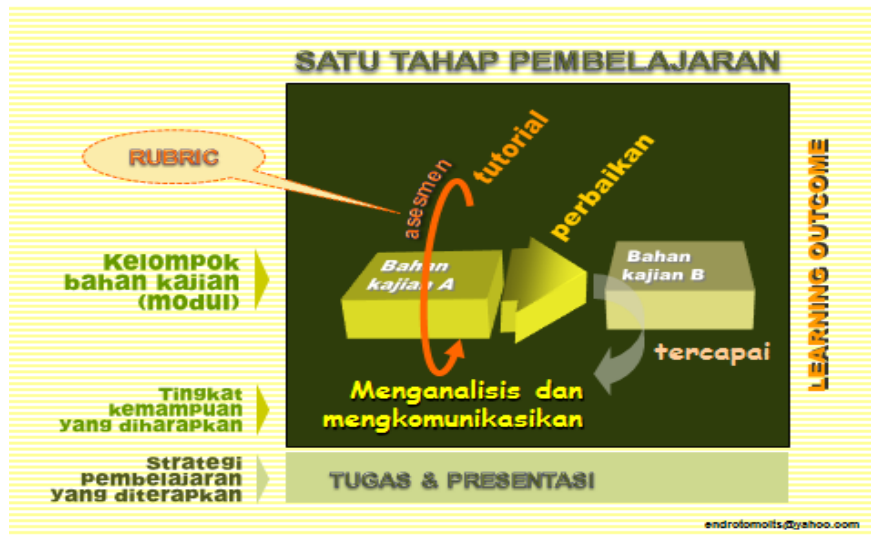 SATU TAHAP PEMBELAJARAN
RUBRIC
asesmen
tutorial
perbaikan
Kelompok
bahan kajian
(modul)
Bahan
kajian A
Bahan
kajian B
tercapai
LEARNING OUTCOME
Tingkat
kemampuan
yang diharapkan
Menganalisis dan
mengkomunikasikan
Strategi
pembelajaran
yang diterapkan
TUGAS & PRESENTASI
endrotomoits@yahoo.com